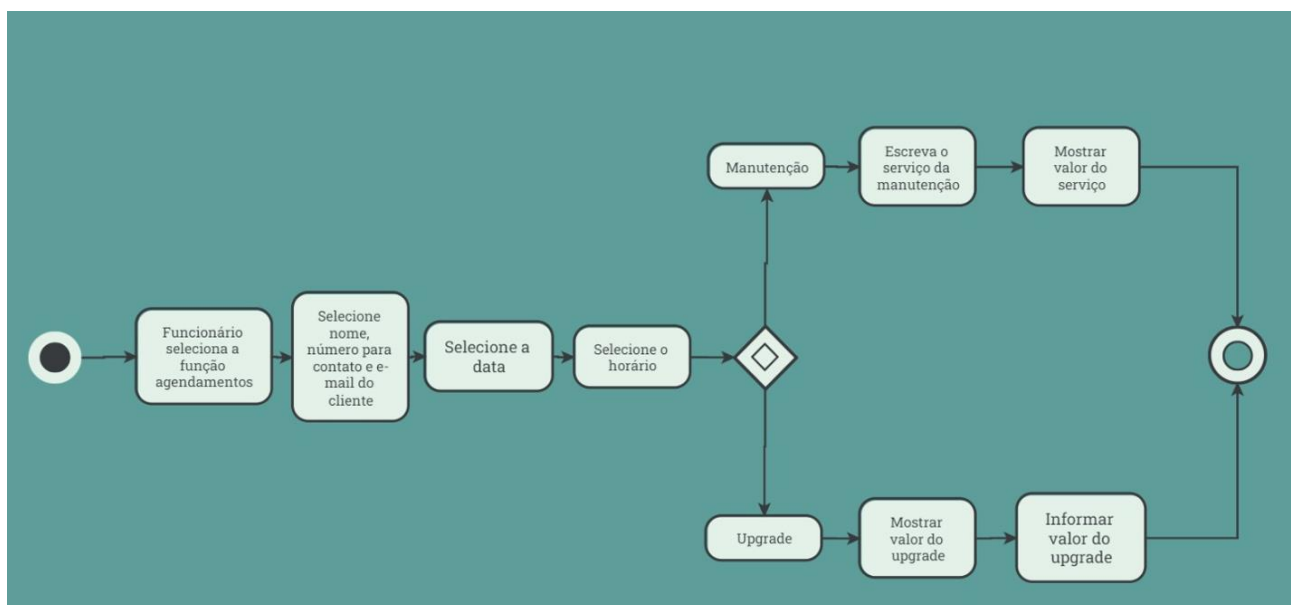 Funcionário
seleciona a
função
agendamentos
Selecione
nome,
número para
contato e e-
mail do
cliente
Selecione a
data
Selecione o
horário
Manutenção
Escreva o
serviço da
manutenção
Mostrar
valor do
serviço
Upgrade
Mostrar
valor do
upgrade
Informar
valor do
upgrade